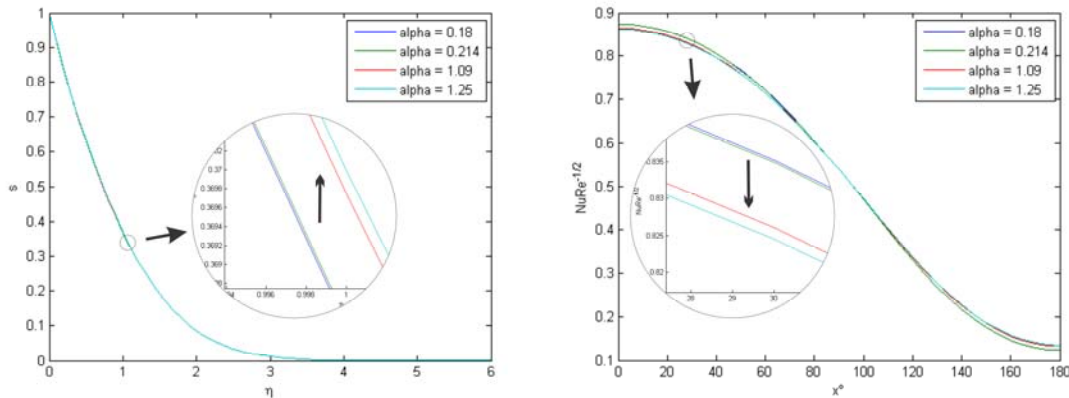 1
0.9
0.8
0.7
0.6
0.5
0.4
0.3
0.2
0.1
0
s
0 1 2 3 4 5 6
η
alpha = 0.18
alpha = 0.214
alpha = 1.09
alpha = 1.25
0.37
0.3698
0.3694
0.3692
0.369
0.996 0.998 1
0.9
0.8
0.7
0.6
0.5
0.4
0.3
0.2
0.1
NuRe-1/2
0 20 40 60 80 100 120 140 160 180
x°
alpha = 0.18
alpha = 0.214
alpha = 1.09
alpha = 1.25
0.835
0.83
0.825
0.82
28 29 30